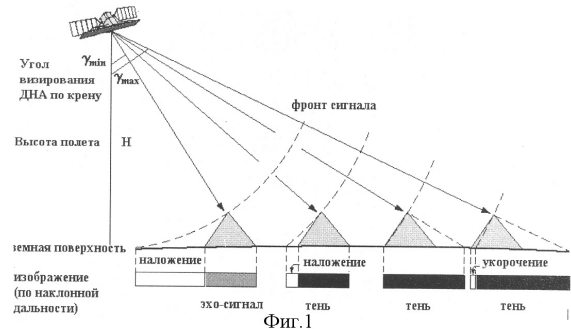 γmin
Угол
визирования
ДНА по крену
γmax
фронт сигнала
Высота полета
H
земная поверхность
наложение
наложение
укорочение
изображение
(по наклонной
дальности)
эхо-сигнал
тень
тень
тень
Фиг.1